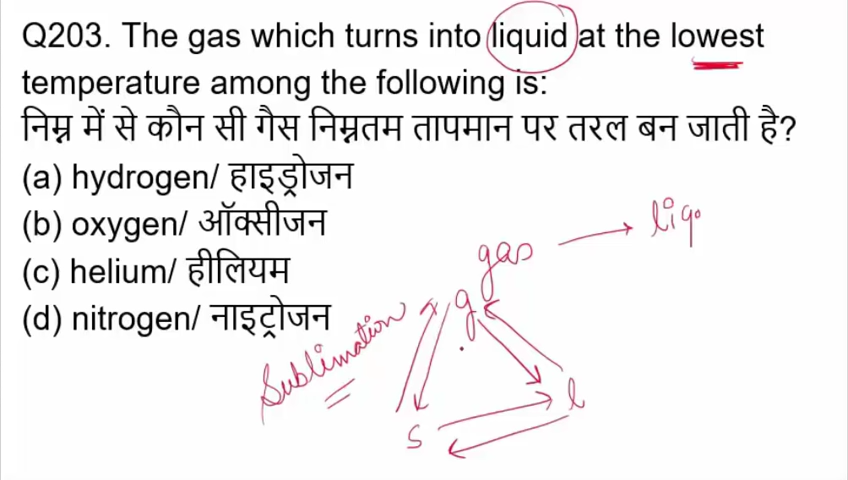 Q203. The gas which turns into liquid at the lowest
temperature among the following is:
निम्न में से कौन सी गैस निम्नतम तापमान पर तरल बन जाती है?
(a) hydrogen/ हाइड्रोजन
(b) oxygen/ ऑक्सीजन
(c) helium/ हीलियम
(d) nitrogen/ नाइट्रोजन
gas → liq
g
Sublimation
l
s